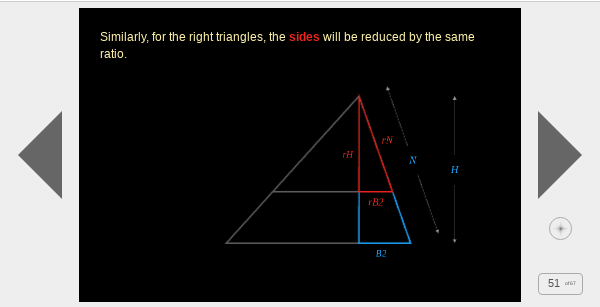 Similarly, for the right triangles, the sides will be reduced by the same
ratio.
rN
rH
N
H
rB2
B2
51 of 67